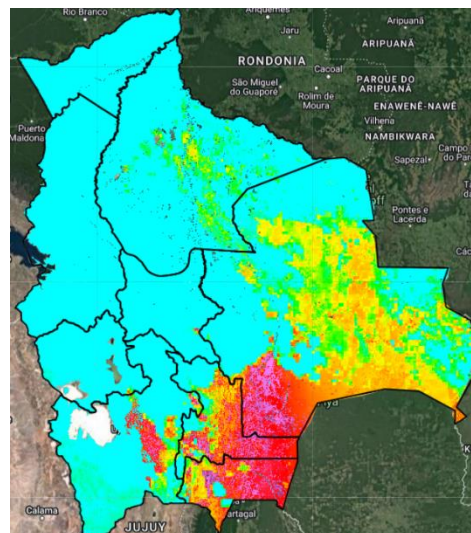 Rio Branco
Ariquemes
Jaru
Aripuanã
ARIPUANÃ
RONDONIA
Cacoal
PARQUE DO
ARIPUANÃ
São Miguel
do Guaporé
Rolim de
Moura
ENAWENÊ-NAWÊ
Vilhena
NAMBIKWARA
Puerto
Maldona
Sapezal
Campo
do Pa
Pontes e
Lacerda
Calama
JUJUY
artagal